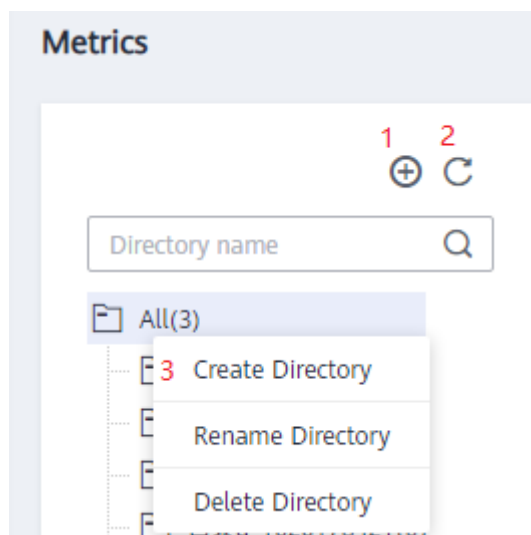 Metrics
1 2
Directory name
All(3)
3 Create Directory
Rename Directory
Delete Directory